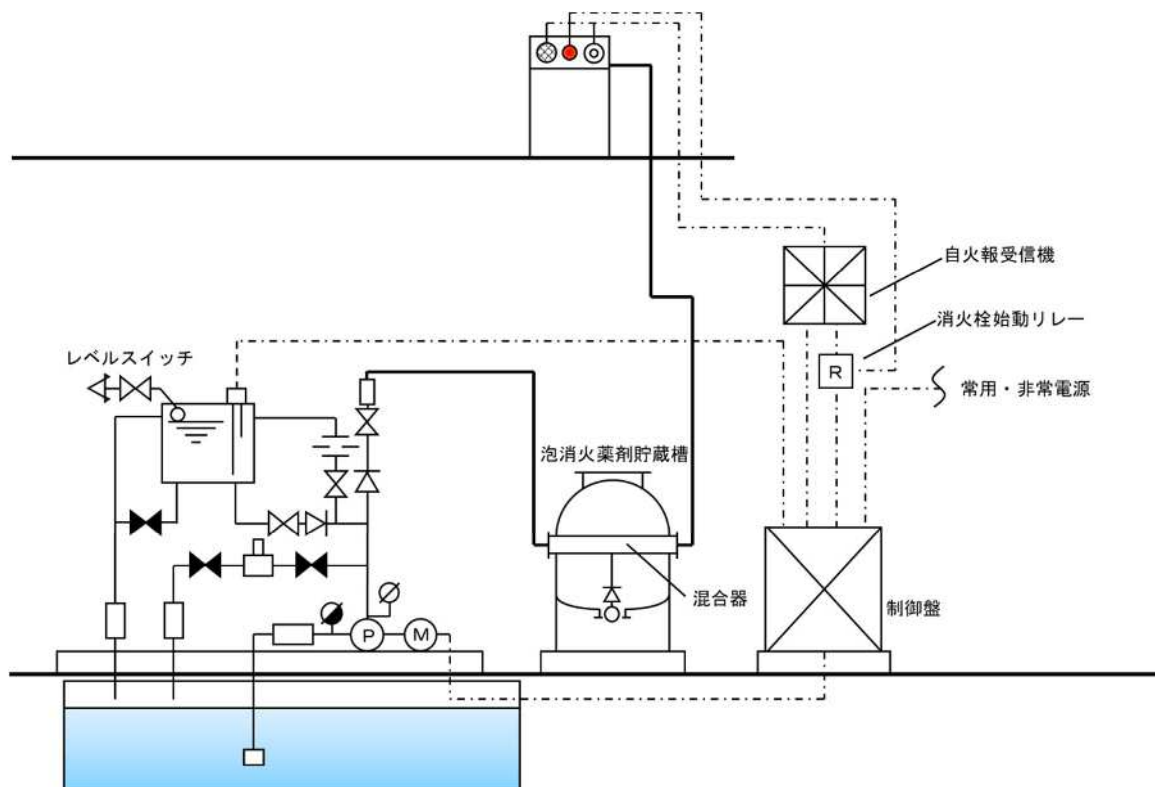 自火報受信機
消火栓始動リレー
レベルスイッチ
R
常用・非常電源
泡消火薬剤貯蔵槽
混合器
制御盤
P
M